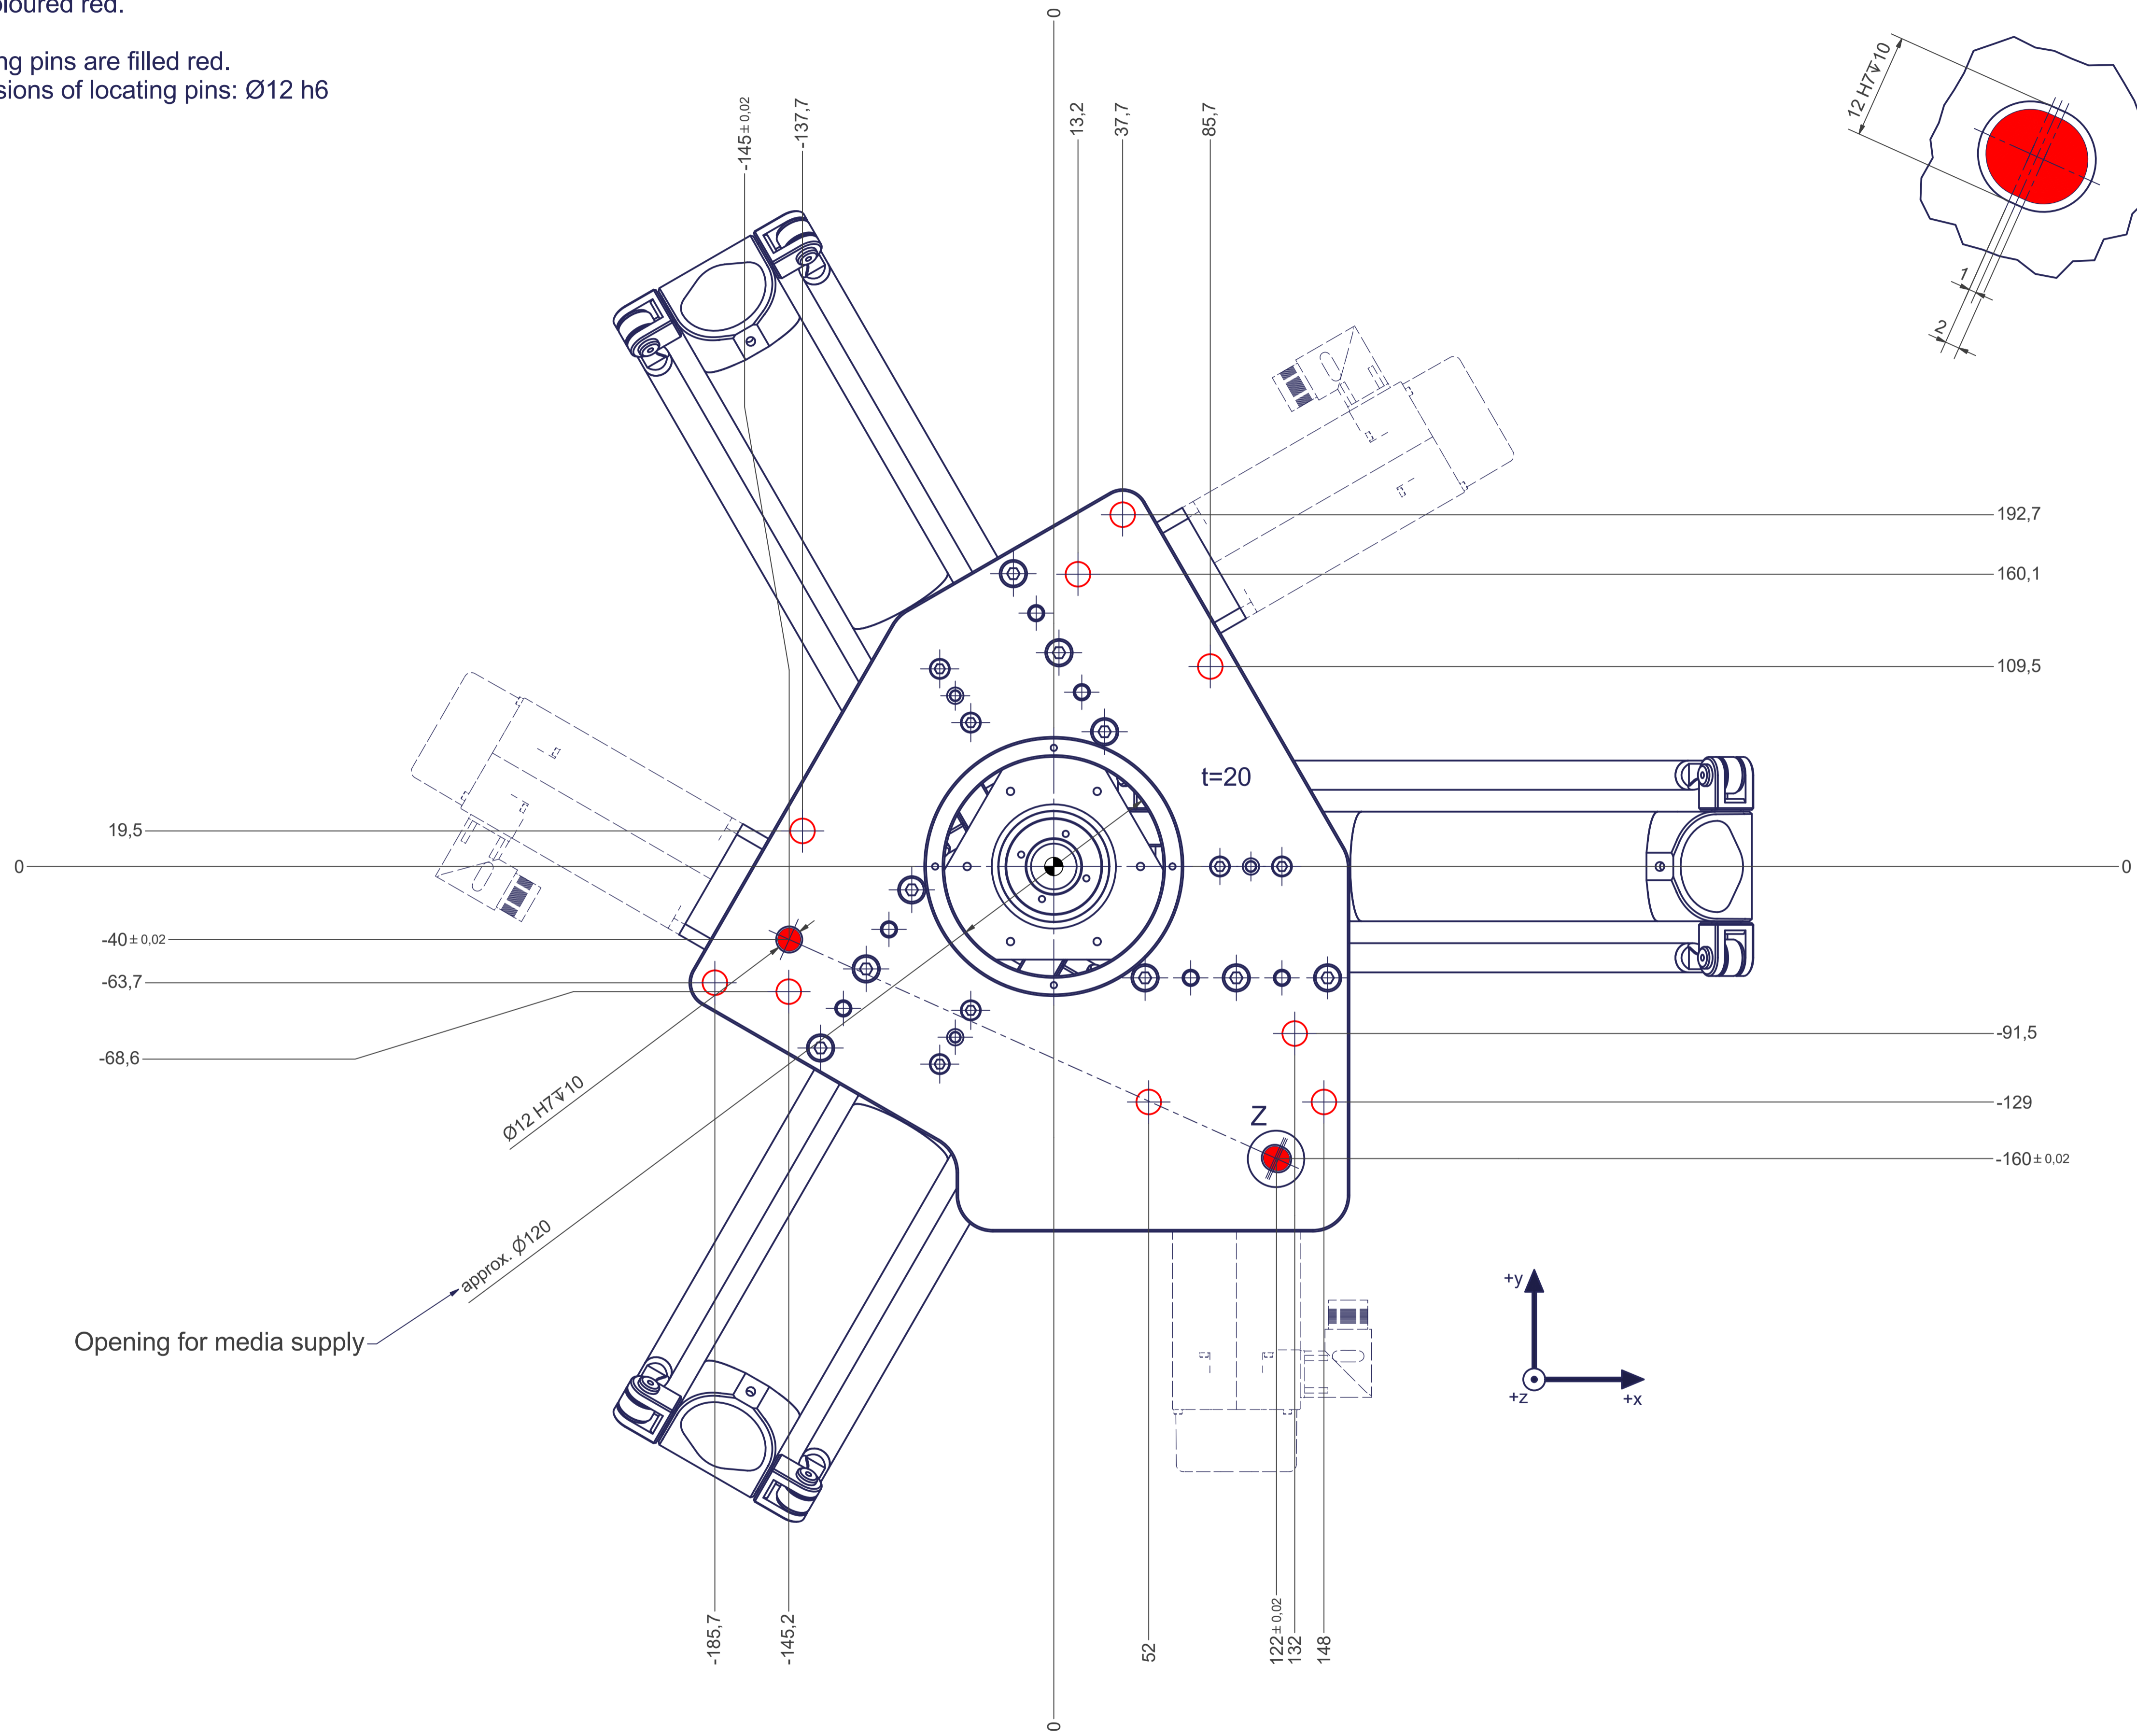 oloured red.
ng pins are filled red.
sions of locating pins: Ø12 h6
0
-145±0,02
-137,7
13,2
37,7
85,7
12 H7↧10
1
2
192,7
160,1
109,5
t=20
19,5
0
0
-40±0,02
-63,7
-68,6
-91,5
-129
Z
-160±0,02
Ø12 H7↧10
approx. Ø120
Opening for media supply
+y
+z
+x
-185,7
-145,2
52
122±0,02
132
148
0